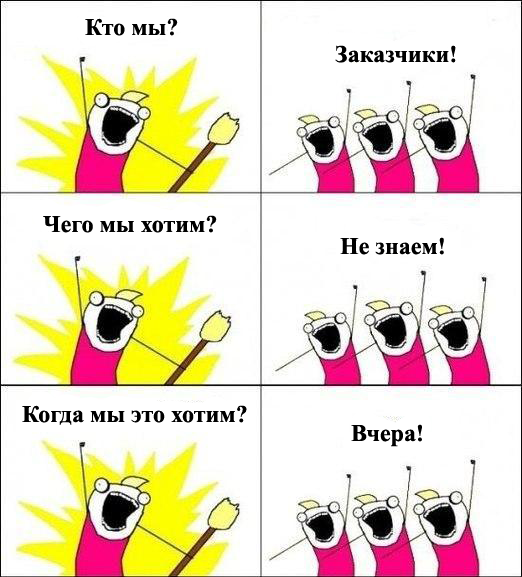 Кто мы?
Заказчики!
Чего мы хотим?
Не знаем!
Когда мы это хотим?
Вчера!